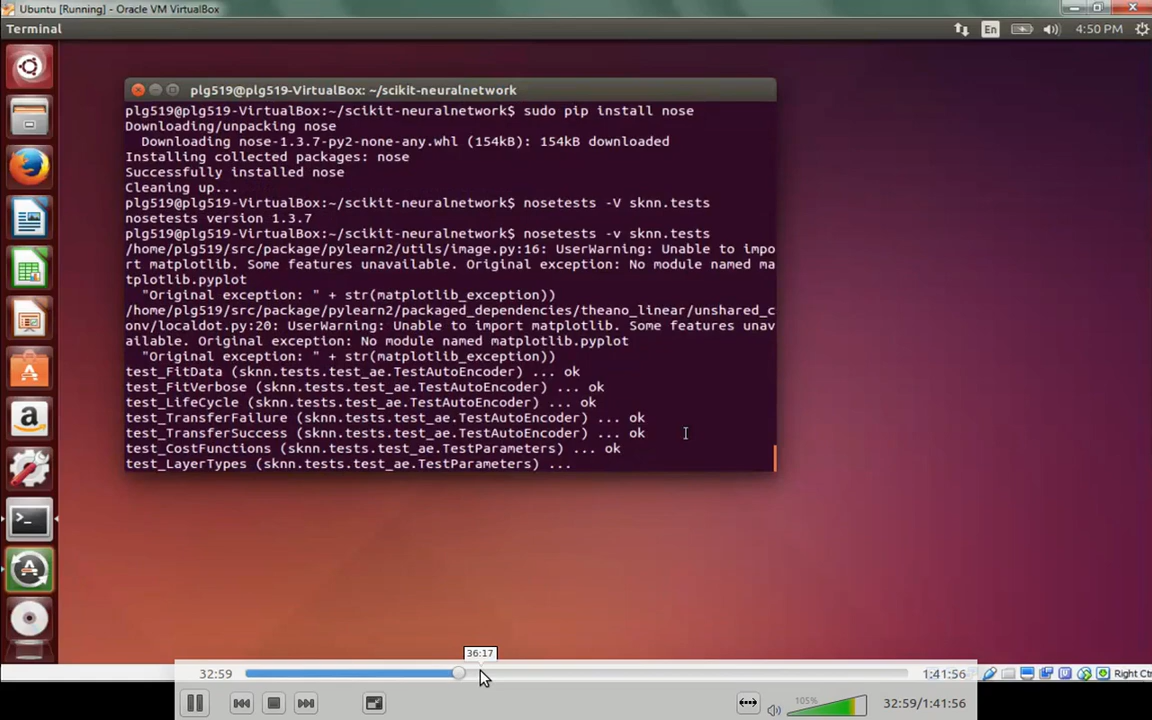 Ubuntu [Running] - Oracle VM VirtualBox
Terminal
En
4:50 PM
plg519@plg519-VirtualBox: ~/scikit-neuralnetwork
plg519@plg519-VirtualBox:~/scikit-neuralnetwork$ sudo pip install nose
Downloading/unpacking nose
  Downloading nose-1.3.7-py2-none-any.whl (154kB): 154kB downloaded
Installing collected packages: nose
Successfully installed nose
Cleaning up...
plg519@plg519-VirtualBox:~/scikit-neuralnetwork$ nosetests -V sknn.tests
nosetests version 1.3.7
plg519@plg519-VirtualBox:~/scikit-neuralnetwork$ nosetests -v sknn.tests
/home/plg519/src/package/pylearn2/utils/image.py:16: UserWarning: Unable to impo
rt matplotlib. Some features unavailable. Original exception: No module named ma
tplotlib.pyplot
  "Original exception: " + str(matplotlib_exception))
/home/plg519/src/package/pylearn2/packaged_dependencies/theano_linear/unshared_c
onv/localdot.py:20: UserWarning: Unable to import matplotlib. Some features unav
ailable. Original exception: No module named matplotlib.pyplot
  "Original exception: " + str(matplotlib_exception))
test_FitData (sknn.tests.test_ae.TestAutoEncoder) ... ok
test_FitVerbose (sknn.tests.test_ae.TestAutoEncoder) ... ok
test_LifeCycle (sknn.tests.test_ae.TestAutoEncoder) ... ok
test_TransferFailure (sknn.tests.test_ae.TestAutoEncoder) ... ok
test_TransferSuccess (sknn.tests.test_ae.TestAutoEncoder) ... ok
test_CostFunctions (sknn.tests.test_ae.TestParameters) ... ok
test_LayerTypes (sknn.tests.test_ae.TestParameters) ...
36:17
32:59
1:41:56
Right Ctr
105%
32:59/1:41:56